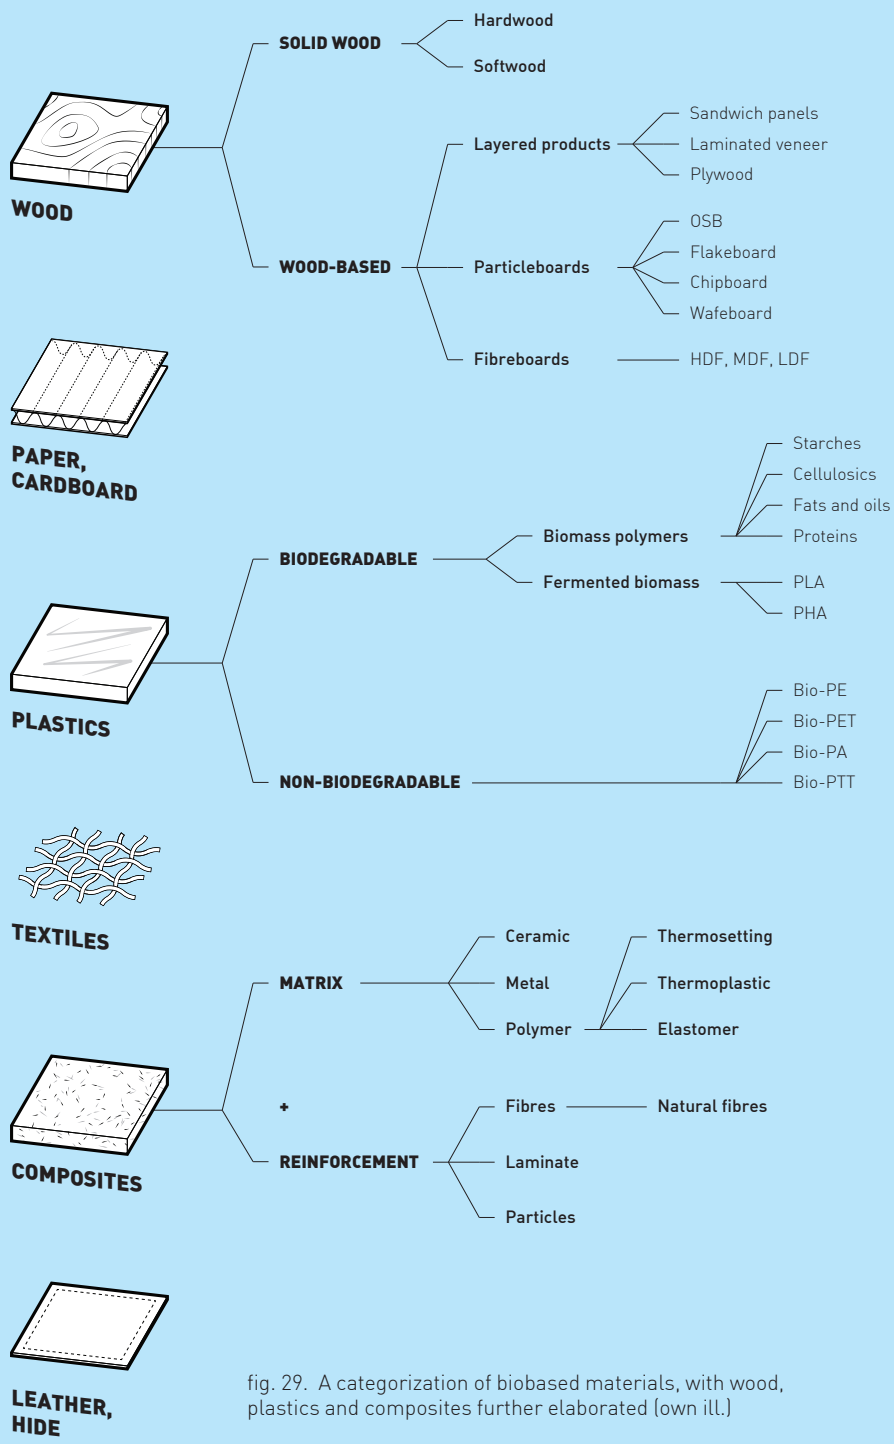 Hardwood
SOLID WOOD
Softwood
Sandwich panels
Layered products
Laminated veneer
Plywood
WOOD
OSB
Flakeboard
WOOD-BASED
Particleboards
Chipboard
Wafeboard
Fibreboards
HDF, MDF, LDF
PAPER,
CARDBOARD
Starches
Cellulosics
Fats and oils
Biomass polymers
Proteins
BIODEGRADABLE
Fermented biomass
PLA
PHA
PLASTICS
Bio-PE
Bio-PET
Bio-PA
NON-BIODEGRADABLE
Bio-PTT
TEXTILES
Ceramic
Thermosetting
MATRIX
Metal
Thermoplastic
Polymer
Elastomer
+
Fibres
Natural fibres
REINFORCEMENT
Laminate
COMPOSITES
Particles
fig. 29. A categorization of biobased materials, with wood,
plastics and composites further elaborated (own ill.)
LEATHER,
HIDE